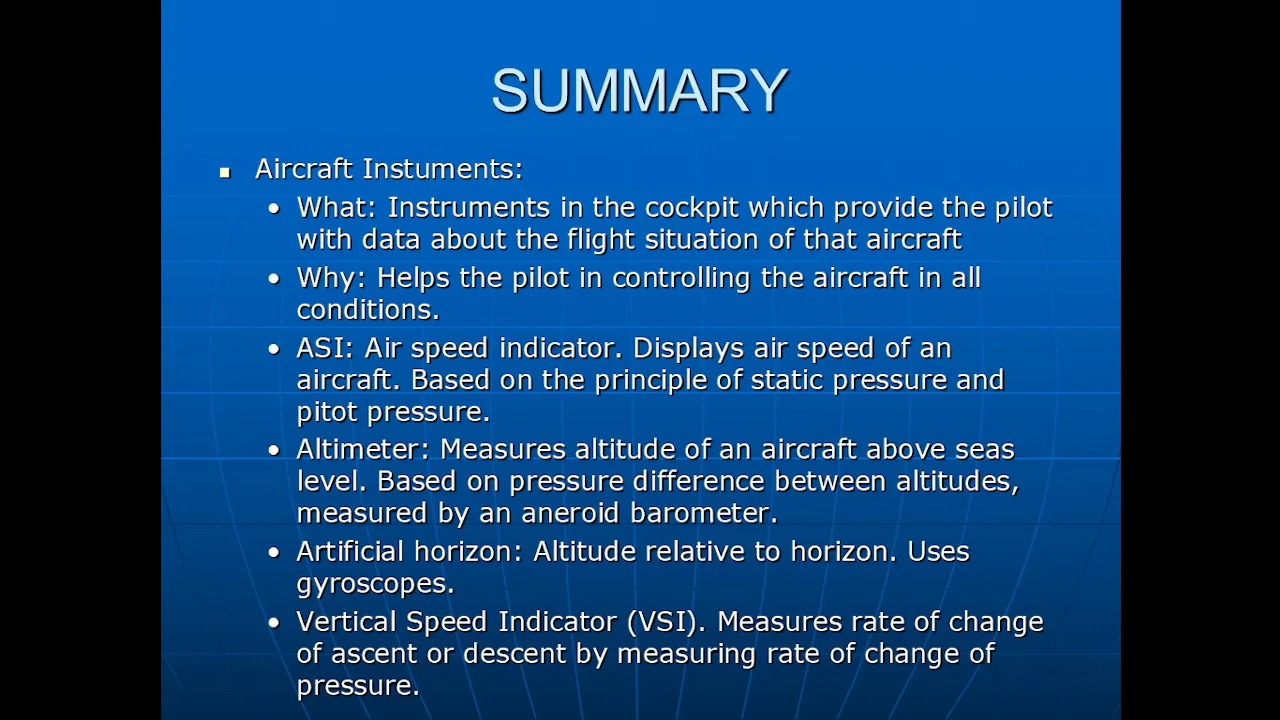 SUMMARY
Aircraft Instuments:
What: Instruments in the cockpit which provide the pilot
with data about the flight situation of that aircraft
Why: Helps the pilot in controlling the aircraft in all
conditions.
ASI: Air speed indicator. Displays air speed of an
aircraft. Based on the principle of static pressure and
pitot pressure.
Altimeter: Measures altitude of an aircraft above seas
level. Based on pressure difference between altitudes,
measured by an aneroid barometer.
Artificial horizon: Altitude relative to horizon. Uses
gyroscopes.
Vertical Speed Indicator (VSI). Measures rate of change
of ascent or descent by measuring rate of change of
pressure.